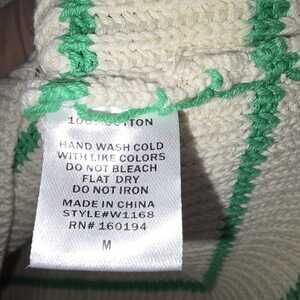 100% COTTON
HAND WASH COLD
WITH LIKE COLORS
DO NOT BLEACH
FLAT DRY
DO NOT IRON
MADE IN CHINA
STYLE#W1168
RN# 160194
M